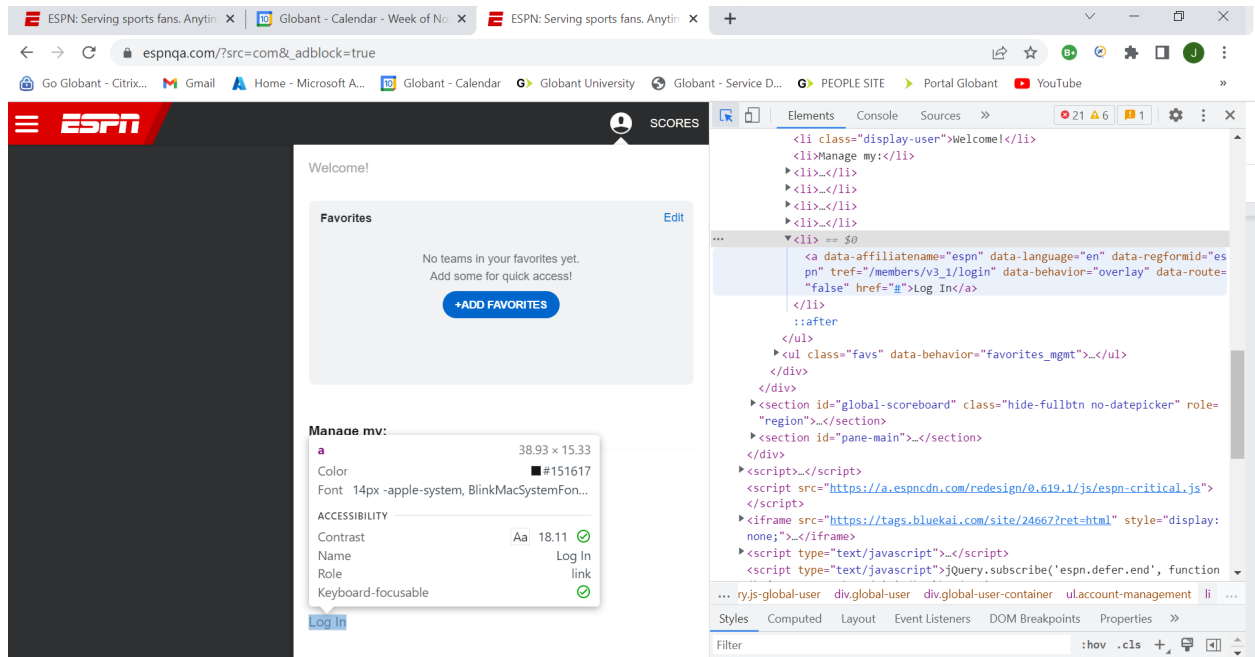 ESPN: Serving sports fans. Anytim
Globant - Calendar - Week of No
ESPN: Serving sports fans. Anytim
espnqa.com/?src=com&_adblock=true
B+
J
Go Globant - Citrix...
Gmail
Home - Microsoft A...
10 Globant - Calendar
G> Globant University
Globant - Service D...
G> PEOPLE SITE
Portal Globant
YouTube
»
ESPN
SCORES
Welcome!
Favorites
Edit
No teams in your favorites yet.
Add some for quick access!
+ADD FAVORITES
Manage my:
a 38.93 × 15.33
Color #151617
Font 14px -apple-system, BlinkMacSystemFon...
ACCESSIBILITY
Contrast Aa 18.11
Name Log In
Role link
Keyboard-focusable
Log In
Elements Console Sources » 21 6 1
<li class="display-user">Welcome!</li>
<li>Manage my:</li>
<li>…</li>
<li>…</li>
<li>…</li>
<li>…</li>
... <li> == $0
<a data-affiliatename="espn" data-language="en" data-regformid="es
pn" tref="/members/v3_1/login" data-behavior="overlay" data-route=
"false" href="#">Log In</a>
</li>
::after
</ul>
<ul class="favs" data-behavior="favorites_mgmt">…</ul>
</div>
</div>
<section id="global-scoreboard" class="hide-fullbtn no-datepicker" role=
"region">…</section>
<section id="pane-main">…</section>
</div>
<script>…</script>
<script src="https://a.espncdn.com/redesign/0.619.1/js/espn-critical.js">
</script>
<iframe src="https://tags.bluekai.com/site/24667?ret=html" style="display:
none;">…</iframe>
<script type="text/javascript">…</script>
<script type="text/javascript">jQuery.subscribe('espn.defer.end', function
... ry.js-global-user div.global-user div.global-user-container ul.account-management li ...
Styles Computed Layout Event Listeners DOM Breakpoints Properties »
Filter :hov .cls +